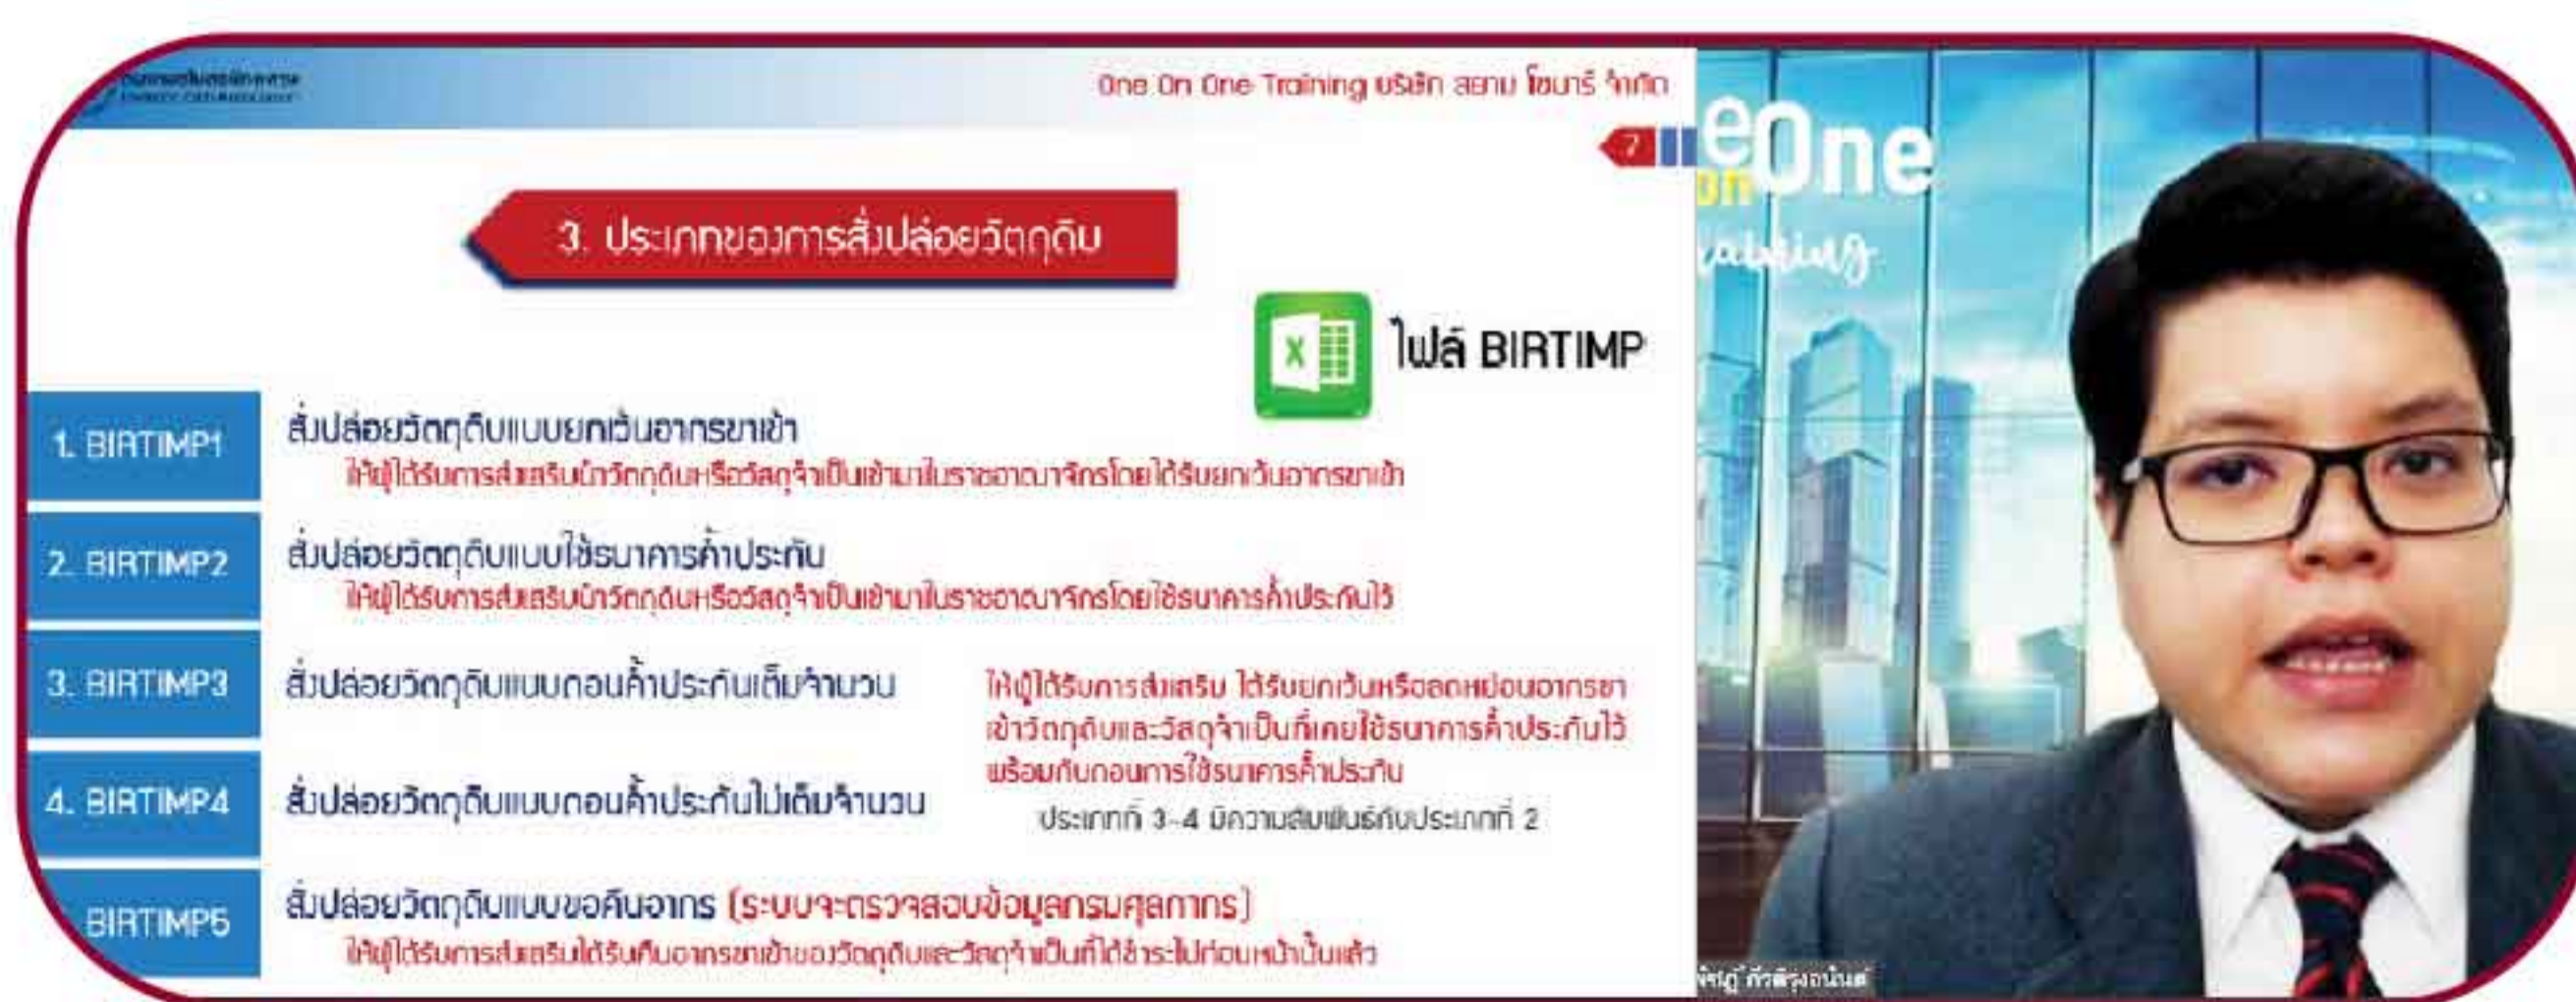 One On One Training บริษัท สยาม โซนาร์ จำกัด
7
eOne
on
raining
3. ประเภทของการสั่งปล่อยวัตถุดิบ
ไฟล์ BIRTIMP
1. BIRTIMP1
สั่งปล่อยวัตถุดิบแบบยกเว้นอากรขาเข้า
ให้ผู้ได้รับการส่งเสริมนำวัตถุดิบหรือวัสดุจำเป็นเข้ามาในราชอาณาจักรโดยได้รับยกเว้นอากรขาเข้า
2. BIRTIMP2
สั่งปล่อยวัตถุดิบแบบใช้ธนาคารค้ำประกัน
ให้ผู้ได้รับการส่งเสริมนำวัตถุดิบหรือวัสดุจำเป็นเข้ามาในราชอาณาจักรโดยใช้ธนาคารค้ำประกันไว้
3. BIRTIMP3
สั่งปล่อยวัตถุดิบแบบถอนค้ำประกันเต็มจำนวน
4. BIRTIMP4
สั่งปล่อยวัตถุดิบแบบถอนค้ำประกันไม่เต็มจำนวน
ให้ผู้ได้รับการส่งเสริม ได้รับยกเว้นหรือลดหย่อนอากรขา
เข้าวัตถุดิบและวัสดุจำเป็นที่เคยใช้ธนาคารค้ำประกันไว้
พร้อมกับถอนการใช้ธนาคารค้ำประกัน
ประเภทที่ 3-4 มีความสัมพันธ์กับประเภทที่ 2
BIRTIMP5
สั่งปล่อยวัตถุดิบแบบขอคืนอากร (ระบบจะตรวจสอบข้อมูลกรมศุลกากร)
ให้ผู้ได้รับการส่งเสริมได้รับคืนอากรขาเข้าของวัตถุดิบและวัสดุจำเป็นที่ได้ชำระไปก่อนหน้านั้นแล้ว